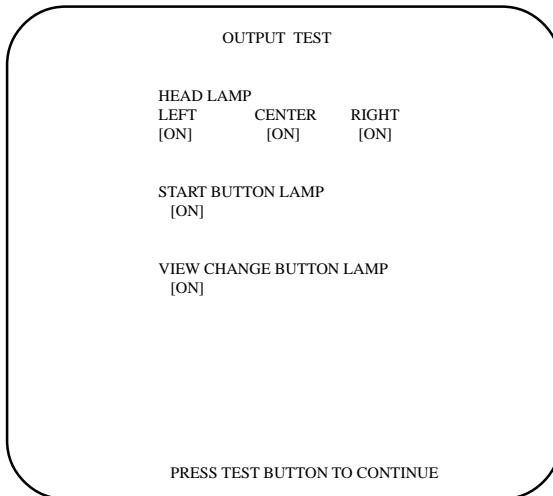 OUTPUT TEST
HEAD LAMP
LEFT CENTER RIGHT
[ON] [ON] [ON]
START BUTTON LAMP
[ON]
VIEW CHANGE BUTTON LAMP
[ON]
PRESS TEST BUTTON TO CONTINUE